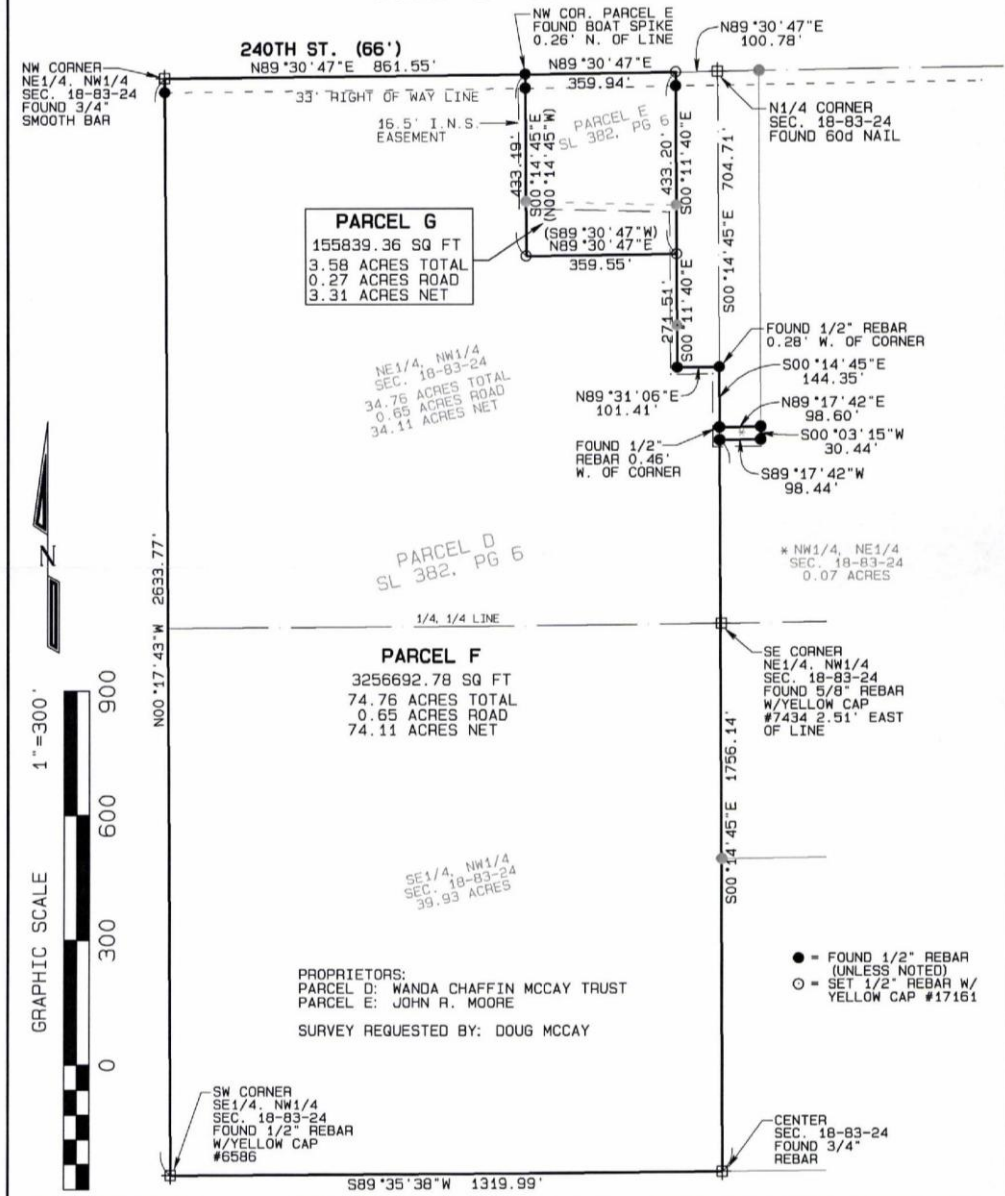 NW COR. PARCEL E
FOUND BOAT SPIKE
0.26' N. OF LINE
N89°30'47"E
100.78'
240TH ST. (66')
N89°30'47"E 861.55'
N89°30'47"E
359.94'
NW CORNER
NE1/4, NW1/4
SEC. 18-83-24
FOUND 3/4"
SMOOTH BAR
33' RIGHT OF WAY LINE
16.5' I.N.S.
EASEMENT
PARCEL E
SL 382, PG 6
N1/4 CORNER
SEC. 18-83-24
FOUND 60d NAIL
433.19'
S00°14'45"E
(N00°14'45"W)
433.20'
S00°11'40"E
S00°14'45"E 704.71'
PARCEL G
155839.36 SQ FT
3.58 ACRES TOTAL
0.27 ACRES ROAD
3.31 ACRES NET
(S89°30'47"W)
N89°30'47"E
359.55'
271.51'
S00°11'40"E
FOUND 1/2" REBAR
0.28' W. OF CORNER
NE1/4, NW1/4
SEC. 18-83-24
34.76 ACRES TOTAL
0.65 ACRES ROAD
34.11 ACRES NET
S00°14'45"E
144.35'
N89°31'06"E
101.41'
N89°17'42"E
98.60'
FOUND 1/2"
REBAR 0.46'
W. OF CORNER
*
S00°03'15"W
30.44'
S89°17'42"W
98.44'
N
N00°17'43"W 2633.77'
PARCEL D
SL 382, PG 6
* NW1/4, NE1/4
SEC. 18-83-24
0.07 ACRES
1/4, 1/4 LINE
PARCEL F
3256692.78 SQ FT
74.76 ACRES TOTAL
0.65 ACRES ROAD
74.11 ACRES NET
SE CORNER
NE1/4, NW1/4
SEC. 18-83-24
FOUND 5/8" REBAR
W/YELLOW CAP
#7434 2.51' EAST
OF LINE
1"=300'
GRAPHIC SCALE
900
600
300
0
S00°14'45"E 1756.14'
SE1/4, NW1/4
SEC. 18-83-24
39.93 ACRES
PROPRIETORS:
PARCEL D: WANDA CHAFFIN MCCAY TRUST
PARCEL E: JOHN R. MOORE
SURVEY REQUESTED BY: DOUG MCCAY
= FOUND 1/2" REBAR
(UNLESS NOTED)
= SET 1/2" REBAR W/
YELLOW CAP #17161
SW CORNER
SE1/4, NW1/4
SEC. 18-83-24
FOUND 1/2" REBAR
W/YELLOW CAP
#6586
CENTER
SEC. 18-83-24
FOUND 3/4"
REBAR
S89°35'38"W 1319.99'